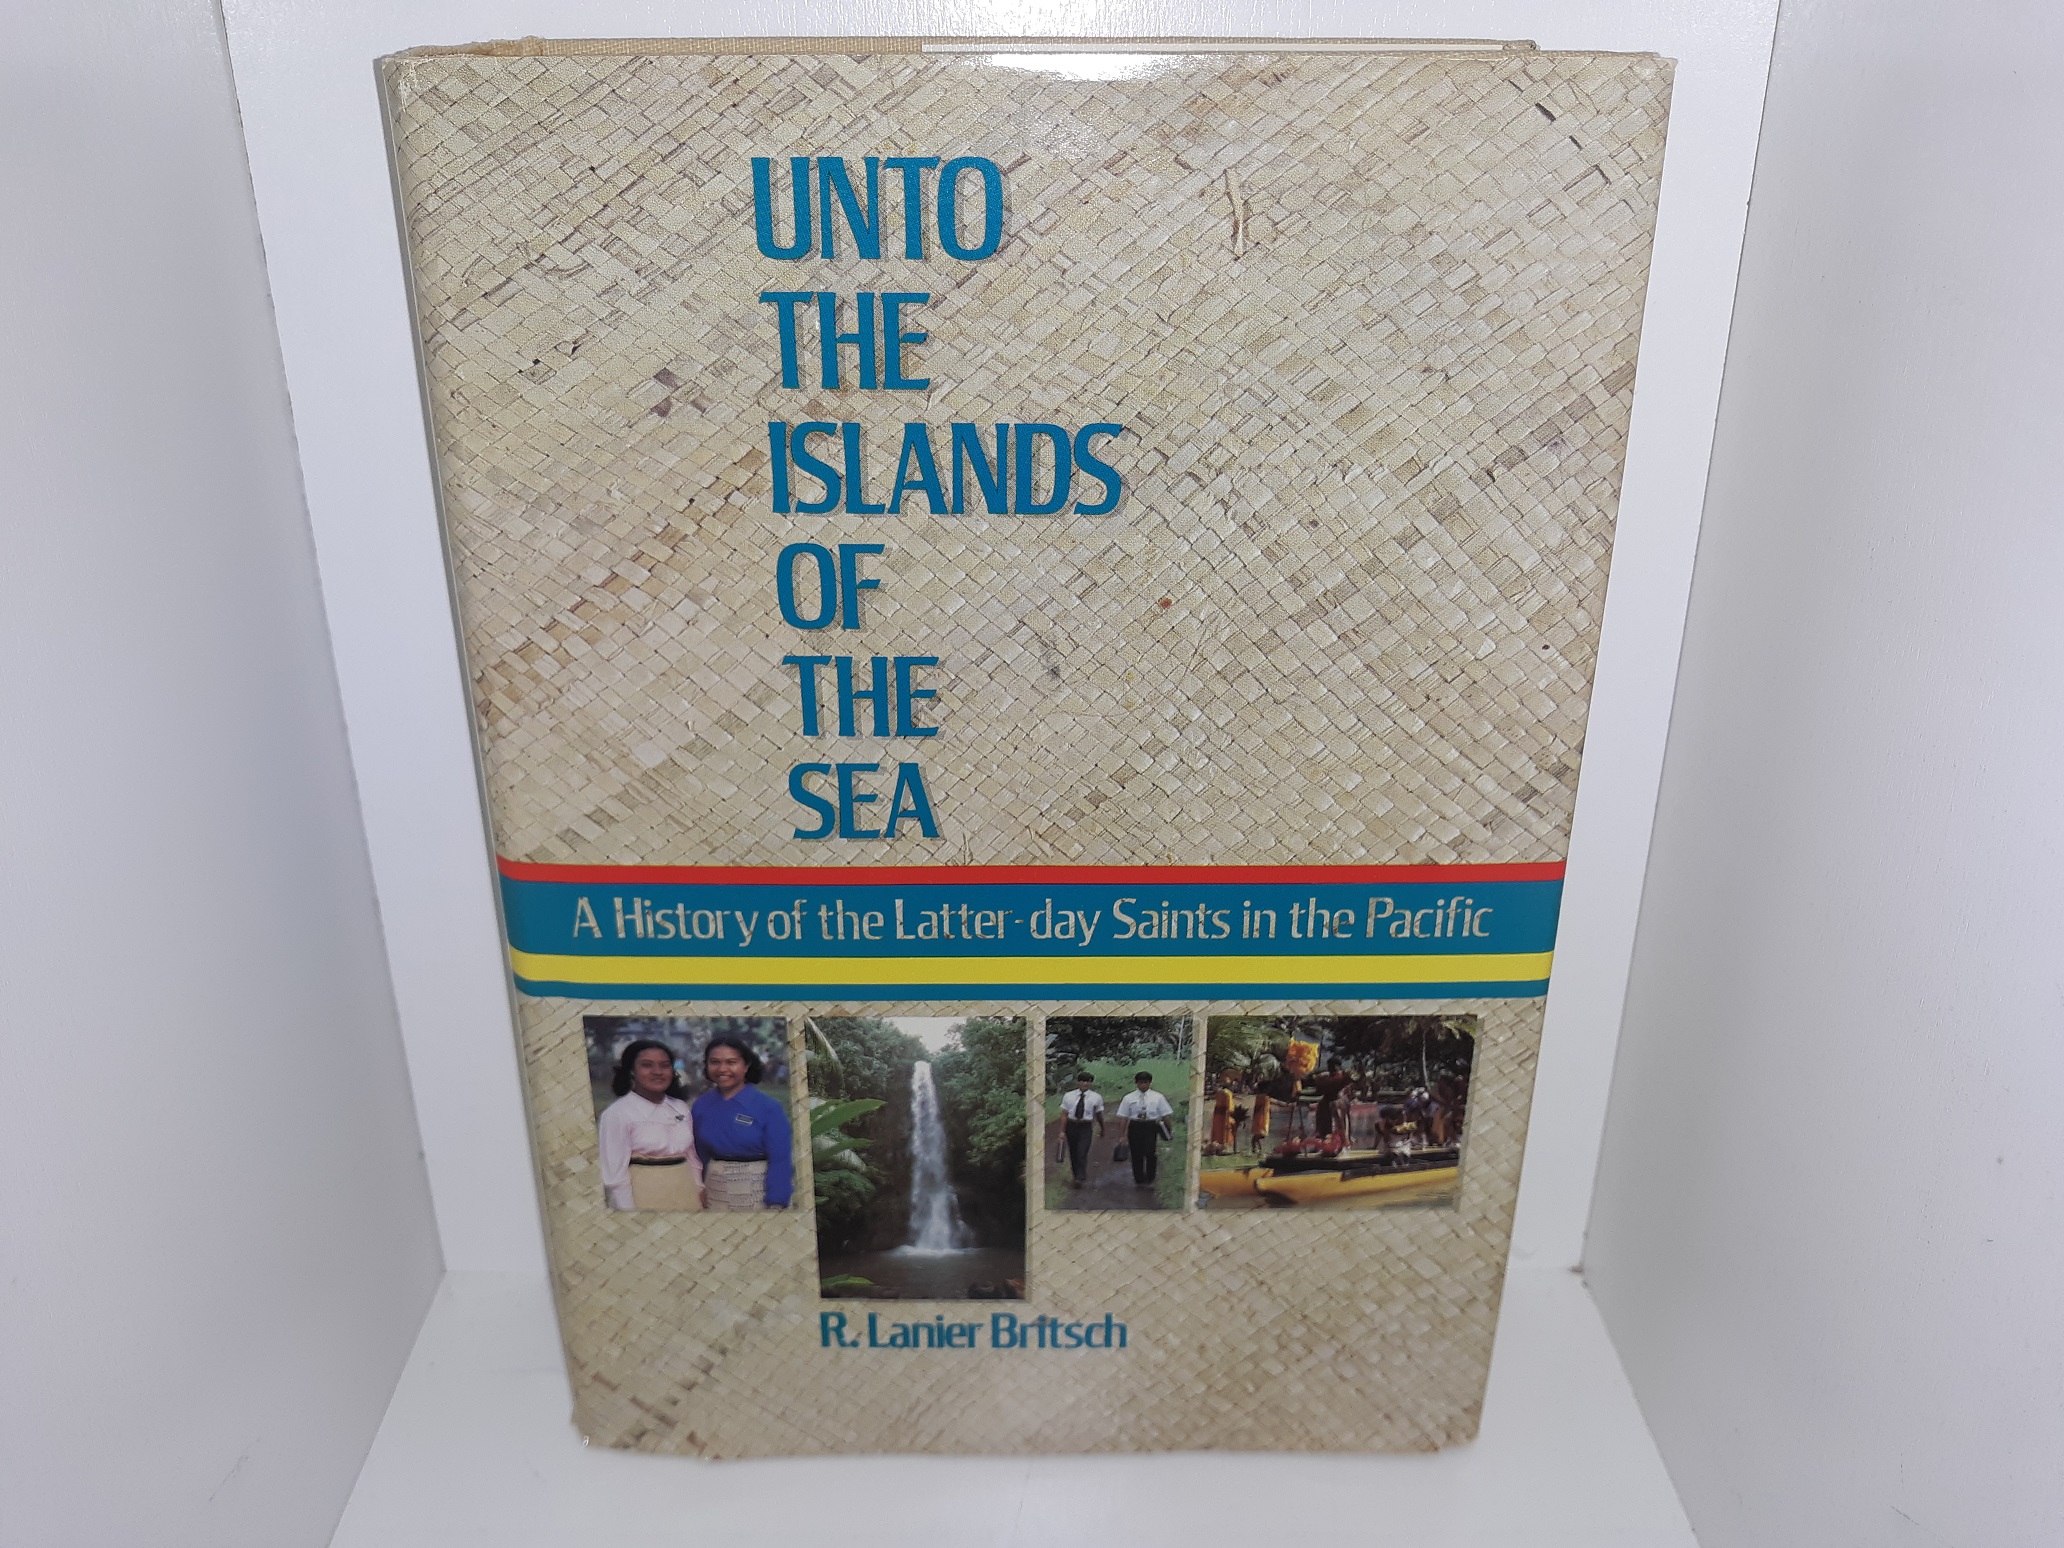 UNTO
THE
ISLANDS
OF
THE
SEA
A History of the Latter-day Saints in the Pacific
R. Lanier Britsch